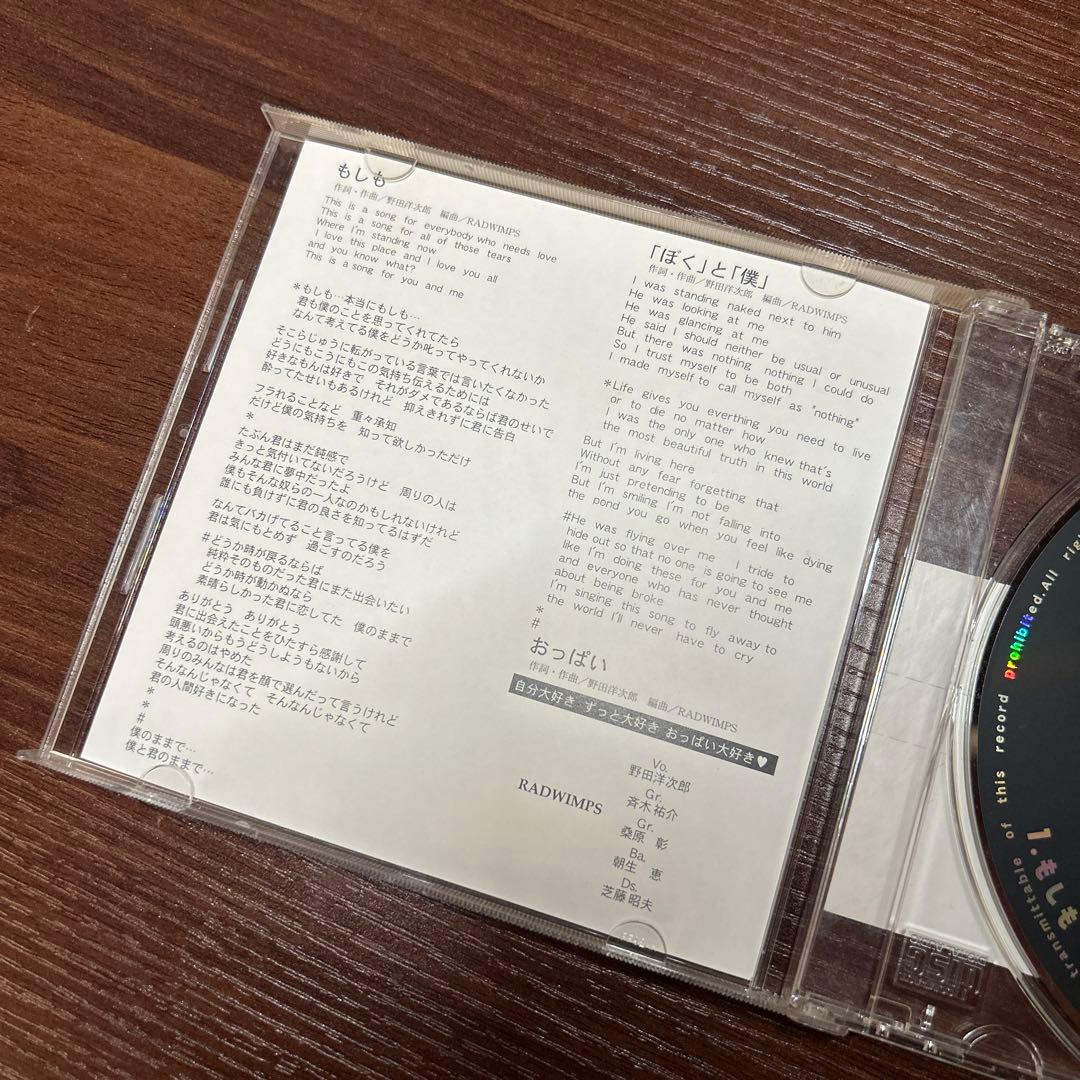 もしも
作詞・作曲／野田洋次郎 編曲／RADWIMPS
This is a song for everybody who needs love
This is a song for all of those tears
Where I'm standing now
I love this place and I love you all
and you know what?
This is a song for you and me
＊もしも…本当にもしも…
君も僕のことを思ってくれてたら
なんて考えてる僕をどうか叱ってやってくれないか
そこらじゅうに転がっている言葉では言いたくなかった
どうにもこうにもこの気持ち伝えるためには
好きなもんは好きで それがダメであるならば君のせいで
酔ってたせいもあるけれど 抑えきれずに君に告白
フラれることなど 重々承知
だけど僕の気持ちを 知って欲しかっただけ
＊
たぶん君はまだ鈍感で
きっと気付いてないだろうけど 周りの人は
みんな君に夢中だったよ
僕もそんな奴らの一人なのかもしれないけれど
誰にも負けずに君の良さを知ってるはずだ
なんてバカげてること言ってる僕を
君は気にもとめず 過ごすのだろう
#どうか時が戻るならば
純粋そのものだった君にまた出会いたい
どうか時が動かぬなら
素晴らしかった君に恋してた 僕のままで
ありがとう ありがとう
君に出会えたことをひたすら感謝して
頭悪いからもうどうしようもないから
考えるのはやめた
周りのみんなは君を顔で選んだって言うけれど
そんなんじゃなくて そんなんじゃなくて
君の人間好きになった
＊
#
僕のままで…
僕と君のままで…
「ぼく」と「僕」
作詞・作曲／野田洋次郎 編曲／RADWIMPS
I was standing naked next to him
He was looking at me
He was glancing at me
He said I should neither be usual or unusual
But there was nothing nothing I could do
So I trust myself to be both
I made myself to call myself as "nothing"
＊Life gives you everthing you need to live
or to die no matter how
I was the only one who knew that's
the most beautiful truth in this world
But I'm living here
Without any fear forgetting that
I'm just pretending to be
But I'm smiling I'm not falling into
the pond you go when you feel like dying
#He was flying over me I tride to
hide out so that no one is going to see me
like I'm doing these for you and me
and everyone who has never thought
about being broke
I'm singing this song to fly away to
the world I'll never have to cry
＊
#
おっぱい
作詞・作曲／野田洋次郎 編曲／RADWIMPS
自分大好き ずっと大好き おっぱい大好き♥
RADWIMPS
Vo.
野田洋次郎
Gr.
斉木祐介
Gr.
桑原 彰
Ba.
朝生 恵
Ds.
芝藤昭夫
transmittable of this record prohibited.All rig
1.もしも